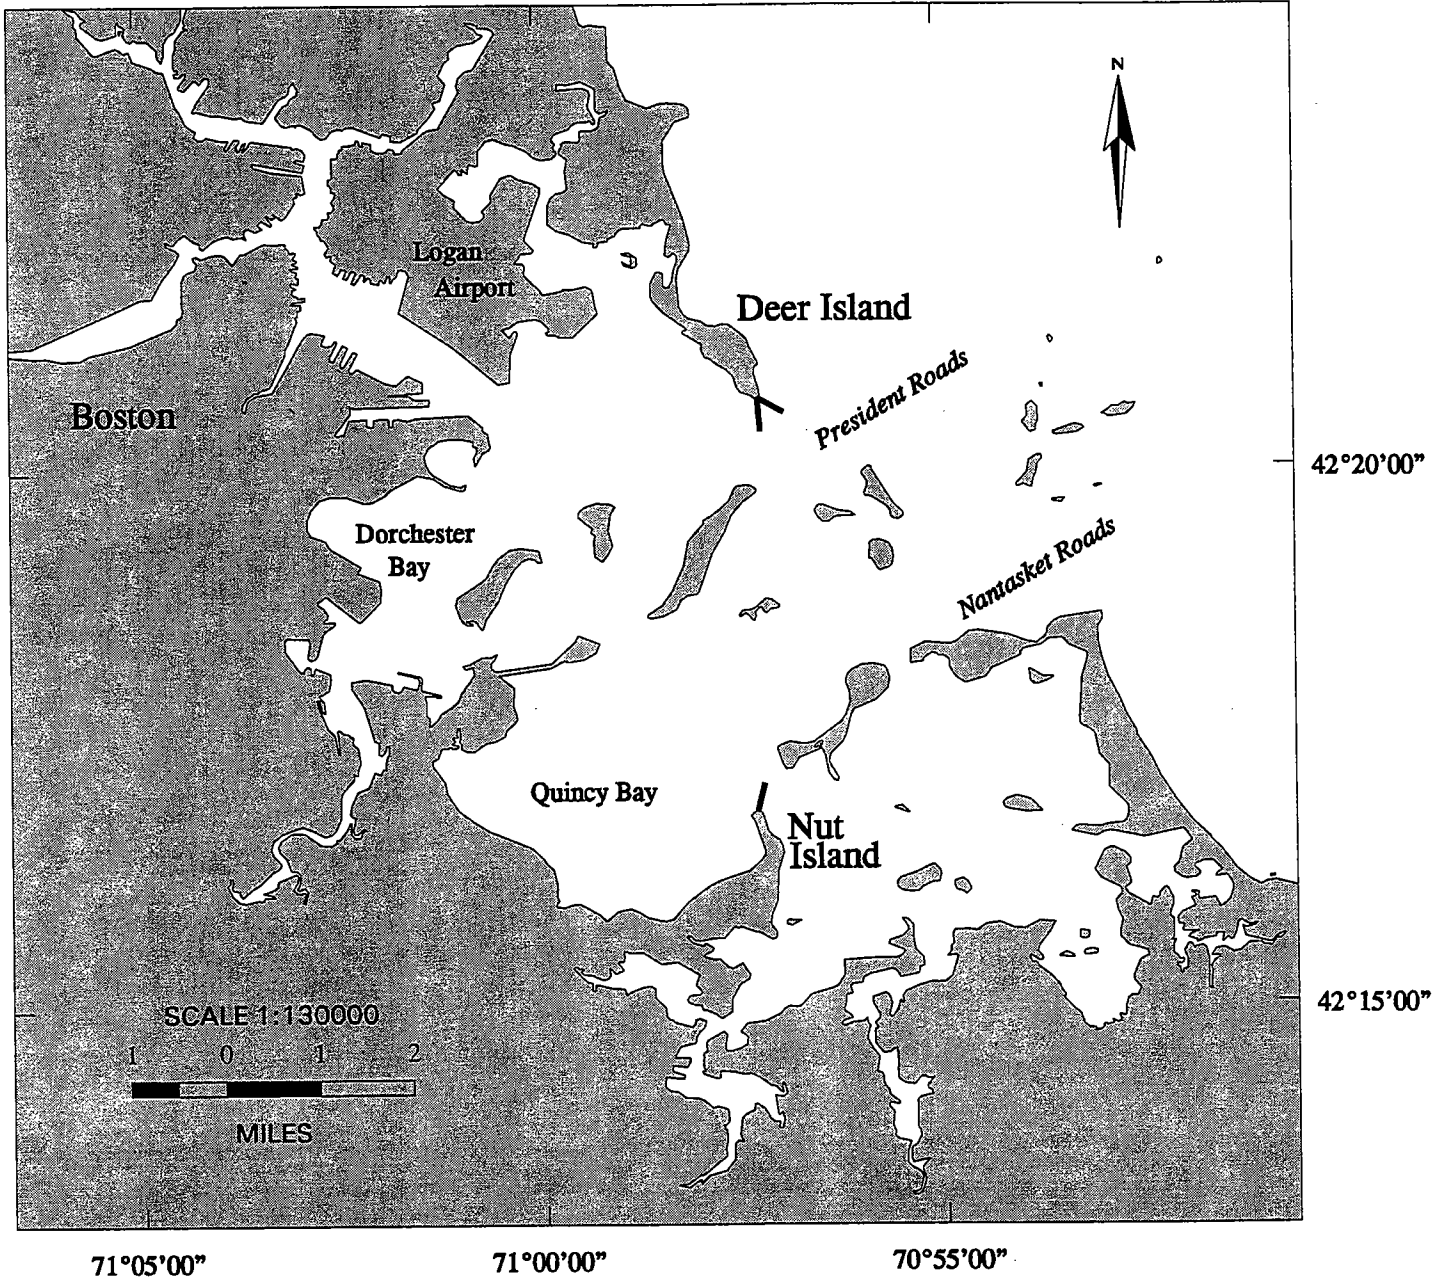 N
Logan
Airport
Deer Island
President Roads
Boston
42°20'00"
Dorchester
Bay
Nantasket Roads
Quincy Bay
Nut
Island
SCALE 1:130000
1 0 1 2
MILES
42°15'00"
71°05'00"
71°00'00"
70°55'00"